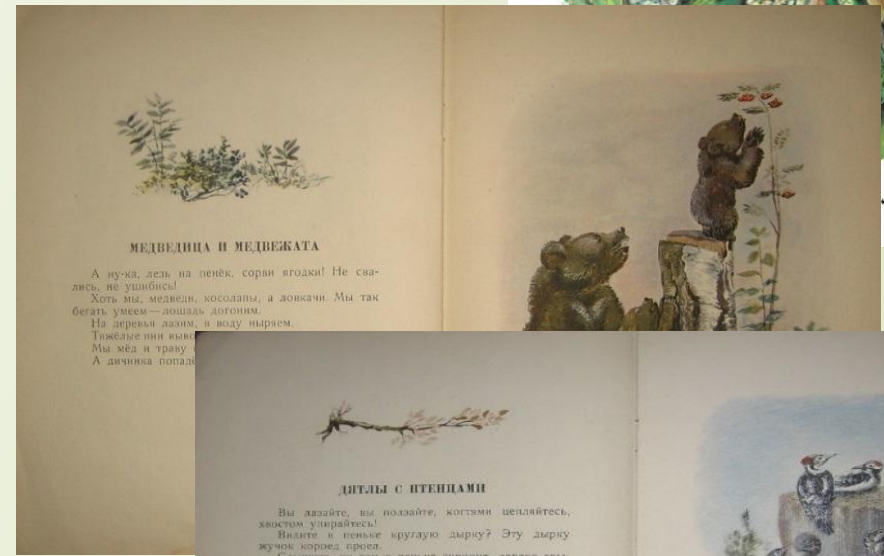 МЕДВЕДИЦА И МЕДВЕЖАТА
А ну-ка, лезь на пенёк, сорви ягодки! Не сва-
лись, не ушибись!
Хоть мы, медведи, косолапы, а ловкачи. Мы так
бегать умеем — лошадь догоним.
На деревья лазим, в воду ныряем.
Тяжёлые пни выво
Мы мёд и траву
А дичинка попад
ДЯТЛЫ С ПТЕНЦАМИ
Вы лазайте, вы ползайте, когтями цепляйтесь,
хвостом упирайтесь!
Видите в пеньке круглую дырку? Эту дырку
жучок короед проел.